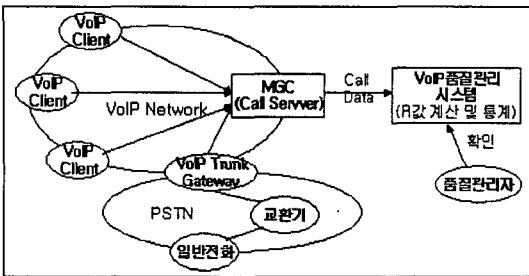 VoIP
Client
VoIP
Client
VoIP
Client
VoIP Network
MGC
(Call Servver)
Call
Data
VoIP품질관리
시스템
(R값 계산 및 통계)
확인
품질관리자
VoIP Trunk
Gateway
PSTN
교환기
일반전화